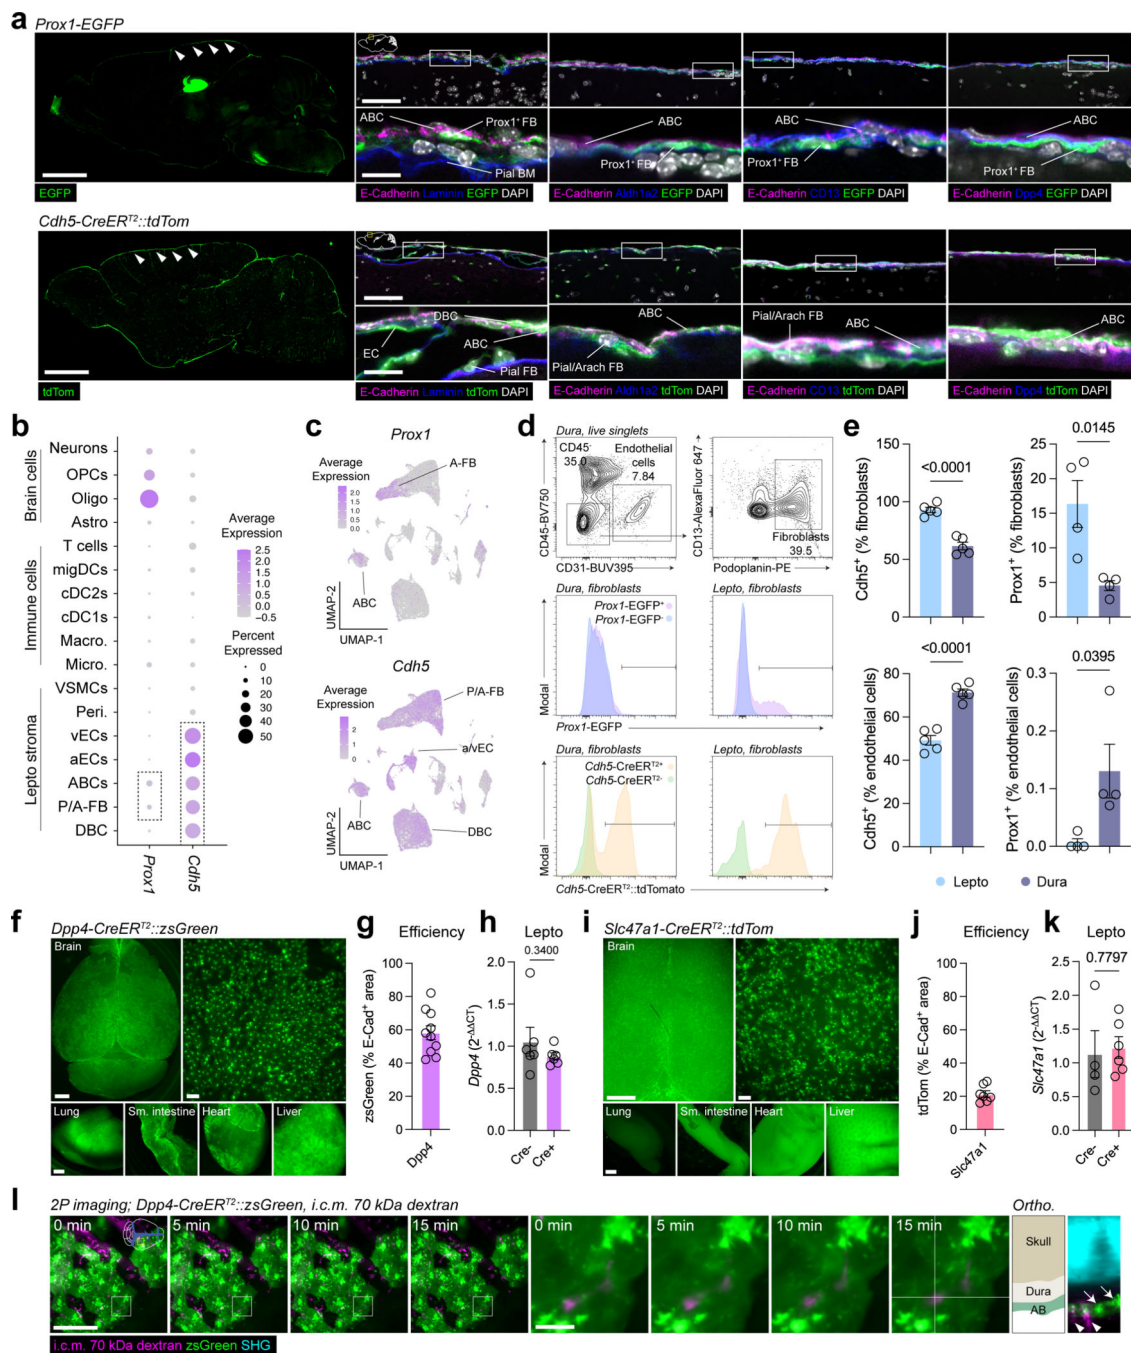 a
Prox1-EGFP
EGFP
ABC
Prox1+ FB
Pial BM
E-Cadherin Laminin EGFP DAPI
ABC
Prox1+ FB
E-Cadherin Aldh1a2 EGFP DAPI
ABC
Prox1+ FB
E-Cadherin CD13 EGFP DAPI
ABC
Prox1+ FB
E-Cadherin Dpp4 EGFP DAPI
Cdh5-CreERT2::tdTom
tdTom
DBC
ABC
EC
Pial FB
E-Cadherin Laminin tdTom DAPI
ABC
Pial/Arach FB
E-Cadherin Aldh1a2 tdTom DAPI
Pial/Arach FB
ABC
E-Cadherin CD13 tdTom DAPI
ABC
E-Cadherin Dpp4 tdTom DAPI
b
Brain cells
Immune cells
Lepto stroma
Neurons
OPCs
Oligo
Astro
T cells
migDCs
cDC2s
cDC1s
Macro.
Micro.
VSMCs
Peri.
vECs
aECs
ABCs
P/A-FB
DBC
Prox1
Cdh5
Average
Expression
2.5
2.0
1.5
1.0
0.5
0.0
−0.5
Percent
Expressed
0
10
20
30
40
50
c
Prox1
Average
Expression
2.0
1.5
1.0
0.5
0.0
A-FB
ABC
UMAP-2
UMAP-1
Cdh5
Average
Expression
2
1
0
P/A-FB
a/vEC
ABC
DBC
UMAP-2
UMAP-1
d
Dura, live singlets
CD45-
35.0
Endothelial
cells
7.84
CD45-BV750
CD31-BUV395
CD13-AlexaFluor 647
Fibroblasts
39.5
Podoplanin-PE
Dura, fibroblasts
Lepto, fibroblasts
Prox1-EGFP+
Prox1-EGFP-
Modal
Prox1-EGFP
Dura, fibroblasts
Lepto, fibroblasts
Cdh5-CreERT2+
Cdh5-CreERT2-
Modal
Cdh5-CreERT2::tdTomato
e
Cdh5+ (% fibroblasts)
150
100
50
0
<0.0001
Prox1+ (% fibroblasts)
25
20
15
10
5
0
0.0145
Cdh5+ (% endothelial cells)
80
60
40
20
0
<0.0001
Prox1+ (% endothelial cells)
0.3
0.2
0.1
0.0
0.0395
Lepto
Dura
f
Dpp4-CreERT2::zsGreen
Brain
Lung
Sm. intestine
Heart
Liver
g
Efficiency
zsGreen (% E-Cad+ area)
100
80
60
40
20
0
Dpp4
h
Lepto
0.3400
Dpp4 (2-ΔΔCT)
2.0
1.5
1.0
0.5
0.0
Cre-
Cre+
i
Slc47a1-CreERT2::tdTom
Brain
Lung
Sm. intestine
Heart
Liver
j
Efficiency
tdTom (% E-Cad+ area)
100
80
60
40
20
0
Slc47a1
k
Lepto
0.7797
Slc47a1 (2-ΔΔCT)
2.5
2.0
1.5
1.0
0.5
0.0
Cre-
Cre+
l
2P imaging; Dpp4-CreERT2::zsGreen, i.c.m. 70 kDa dextran
0 min
5 min
10 min
15 min
0 min
5 min
10 min
15 min
Ortho.
Skull
Dura
AB
i.c.m. 70 kDa dextran zsGreen SHG